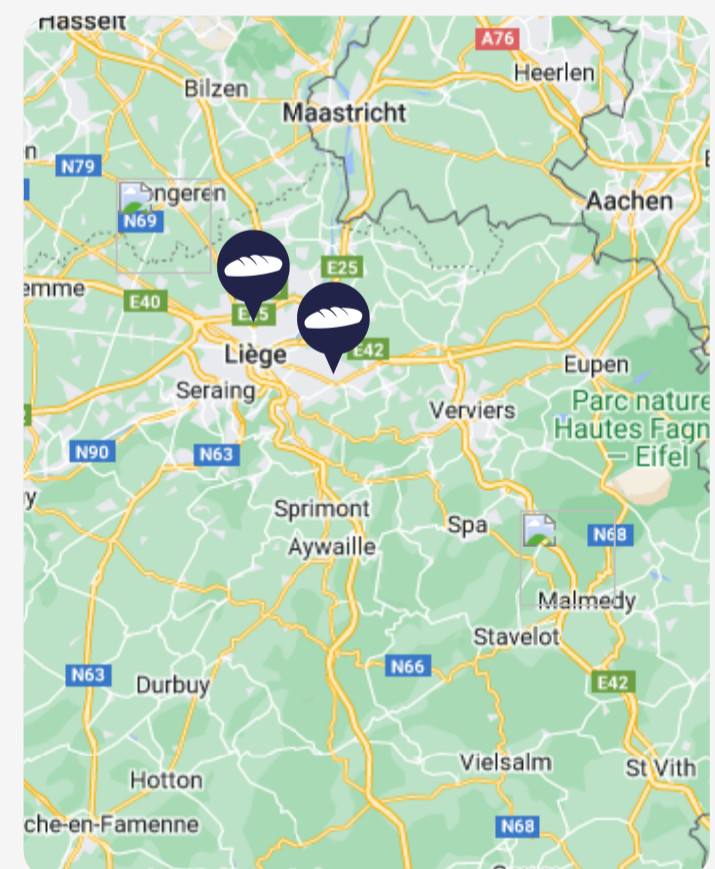 Hasselt
A76
Heerlen
Bilzen
Maastricht
N79
ongeren
N69
Aachen
E25
emme
E40
E42
Liège
Eupen
Seraing
Verviers
Parc nature
Hautes Fagn
— Eifel
N90
N63
Sprimont
Spa
N68
Aywaille
Malmedy
Stavelot
N66
N63
Durbuy
E42
Vielsalm
St Vith
Hotton
che-en-Famenne
N68